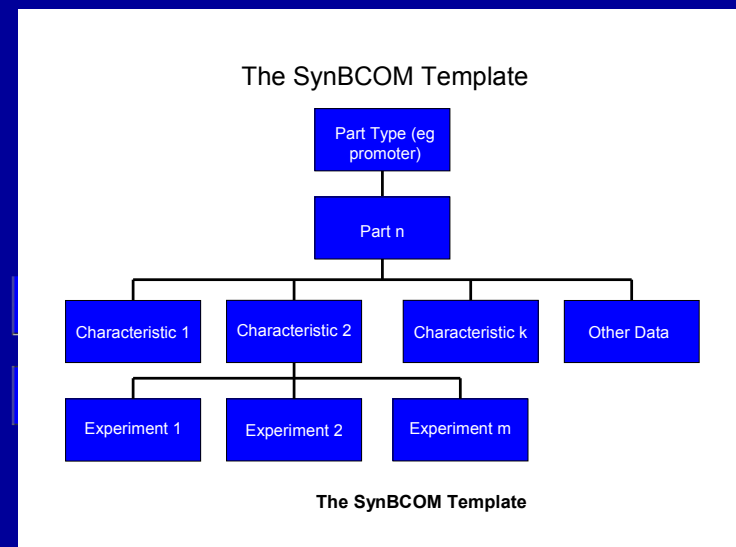 The SynBCOM Template
Part Type (eg
promoter)
Part n
Characteristic 1
Characteristic 2
Characteristic k
Other Data
Experiment 1
Experiment 2
Experiment m
The SynBCOM Template